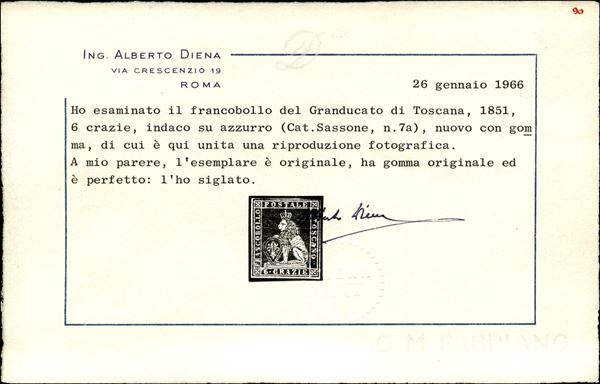 90
ING. ALBERTO DIENA
VIA CRESCENZIO 19
ROMA
26 gennaio 1966
Ho esaminato il francobollo del Granducato di Toscana, 1851,
6 crazie, indaco su azzurro (Cat.Sassone, n.7a), nuovo con gom
ma, di cui è qui unita una riproduzione fotografica.
A mio parere, l'esemplare è originale, ha gomma originale ed
è perfetto: l'ho siglato.
FRANCOBOLLO
POSTALE
TOSCANO
6·CRAZIE